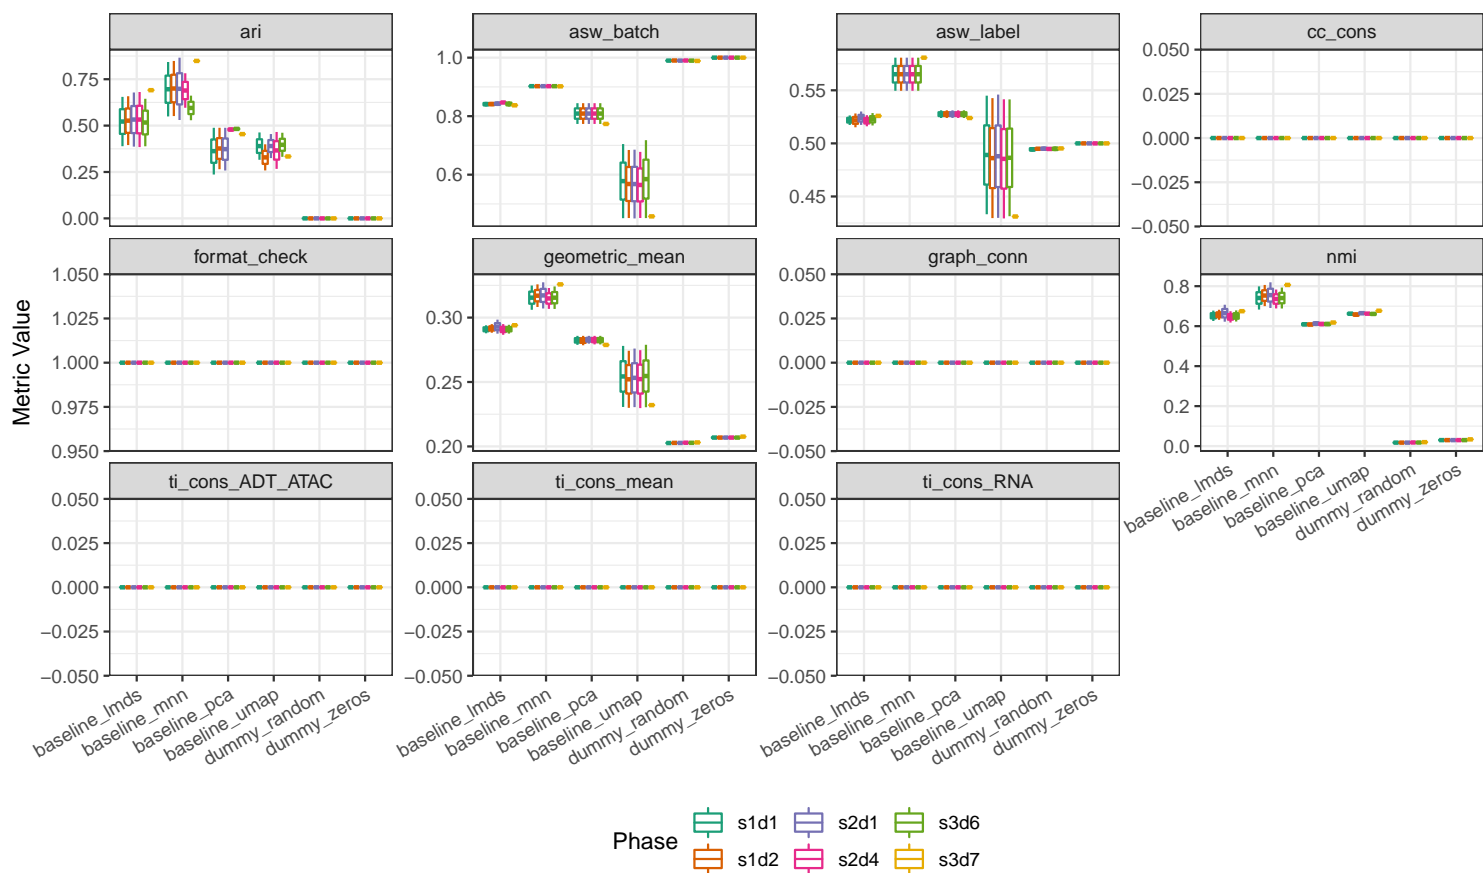 ari
asw_batch
asw_label
cc_cons
0.75
0.50
0.25
0.00
1.0
0.8
0.6
0.55
0.50
0.45
0.050
0.025
0.000
−0.025
−0.050
format_check
geometric_mean
graph_conn
nmi
1.050
1.025
1.000
0.975
0.950
0.30
0.25
0.20
0.050
0.025
0.000
−0.025
−0.050
0.8
0.6
0.4
0.2
0.0
Metric Value
ti_cons_ADT_ATAC
ti_cons_mean
ti_cons_RNA
0.050
0.025
0.000
−0.025
−0.050
0.050
0.025
0.000
−0.025
−0.050
0.050
0.025
0.000
−0.025
−0.050
baseline_lmds
baseline_mnn
baseline_pca
baseline_umap
dummy_random
dummy_zeros
baseline_lmds
baseline_mnn
baseline_pca
baseline_umap
dummy_random
dummy_zeros
baseline_lmds
baseline_mnn
baseline_pca
baseline_umap
dummy_random
dummy_zeros
baseline_lmds
baseline_mnn
baseline_pca
baseline_umap
dummy_random
dummy_zeros
Phase
s1d1
s2d1
s3d6
s1d2
s2d4
s3d7